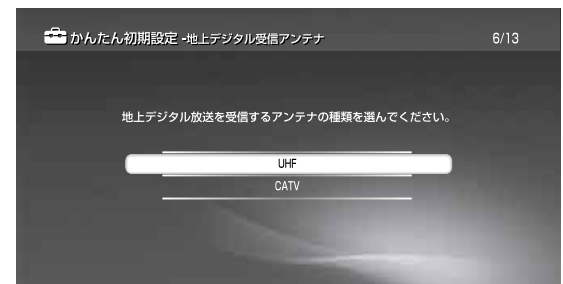 かんたん初期設定 -地上デジタル受信アンテナ 6/13
地上デジタル放送を受信するアンテナの種類を選んでください。
UHF
CATV